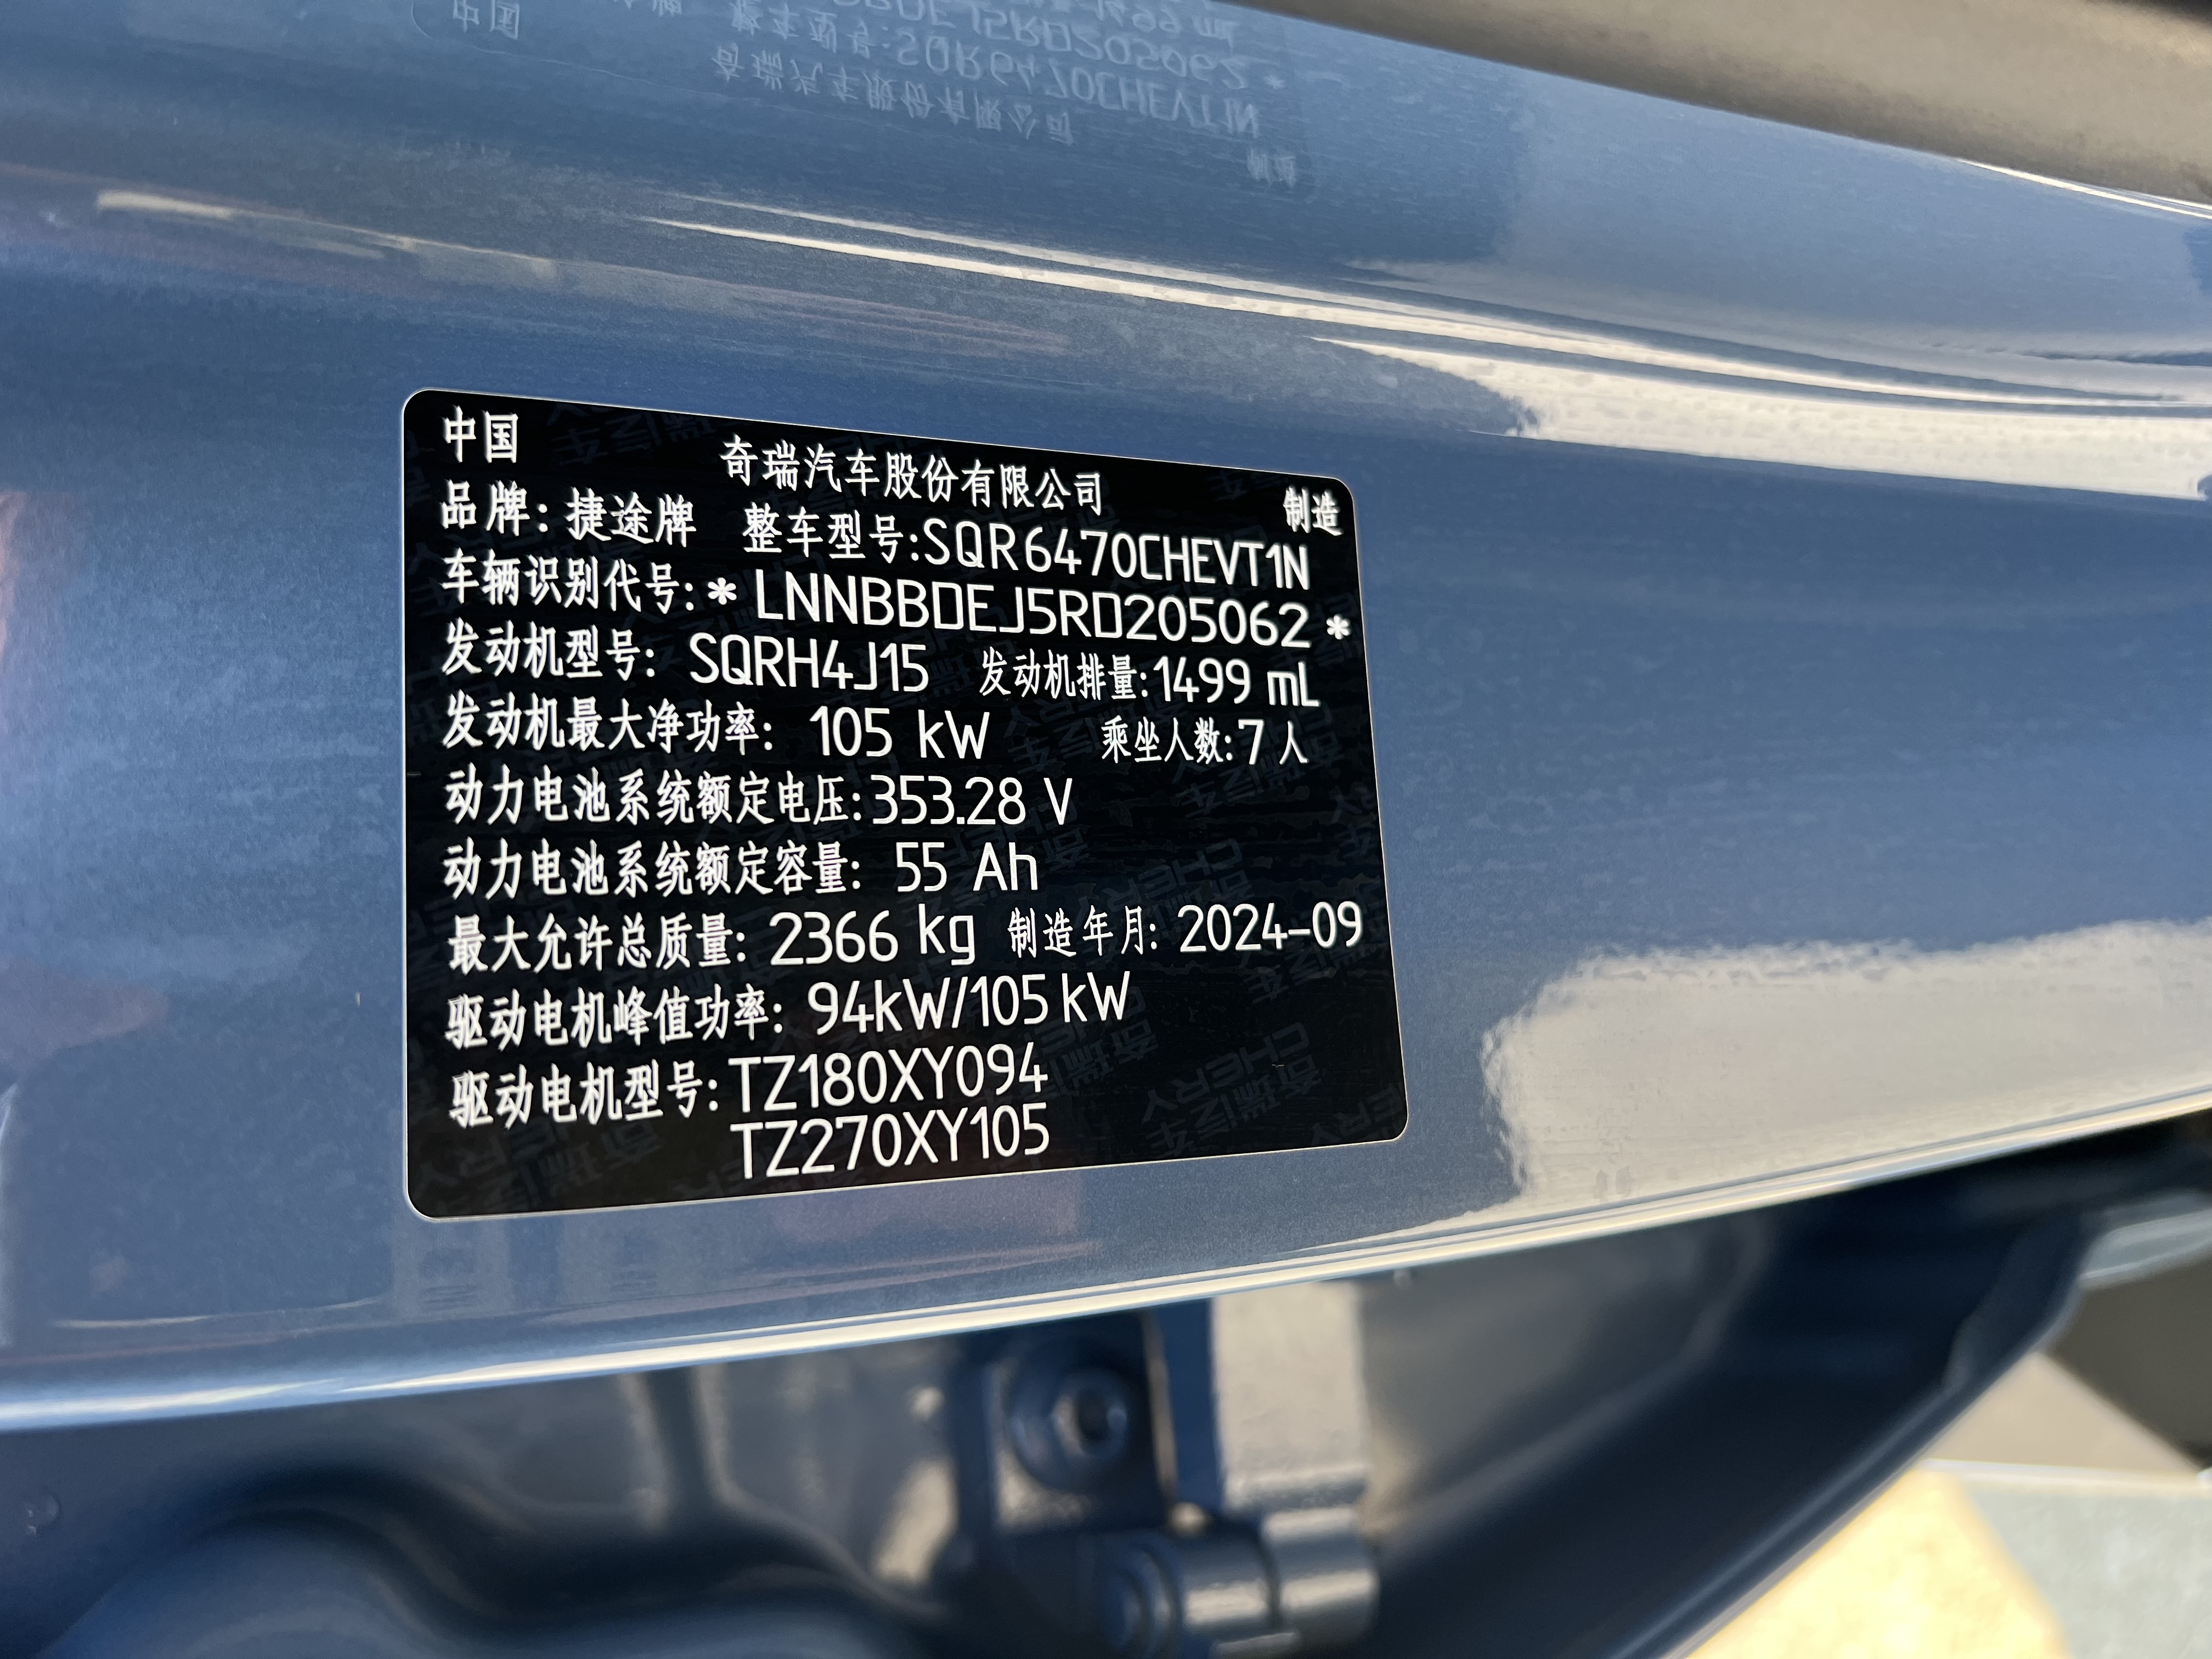 中国
奇瑞汽车股份有限公司 制造
品牌：捷途牌 整车型号:SQR6470CHEVT1N
车辆识别代号:* LNNBBDEJ5RD205062 *
发动机型号: SQRH4J15 发动机排量:1499 mL
发动机最大净功率: 105 kW 乘坐人数:7 人
动力电池系统额定电压:353.28 V
动力电池系统额定容量: 55 Ah
最大允许总质量: 2366 kg 制造年月: 2024-09
驱动电机峰值功率: 94kW/105 kW
驱动电机型号: TZ180XY094
TZ270XY105